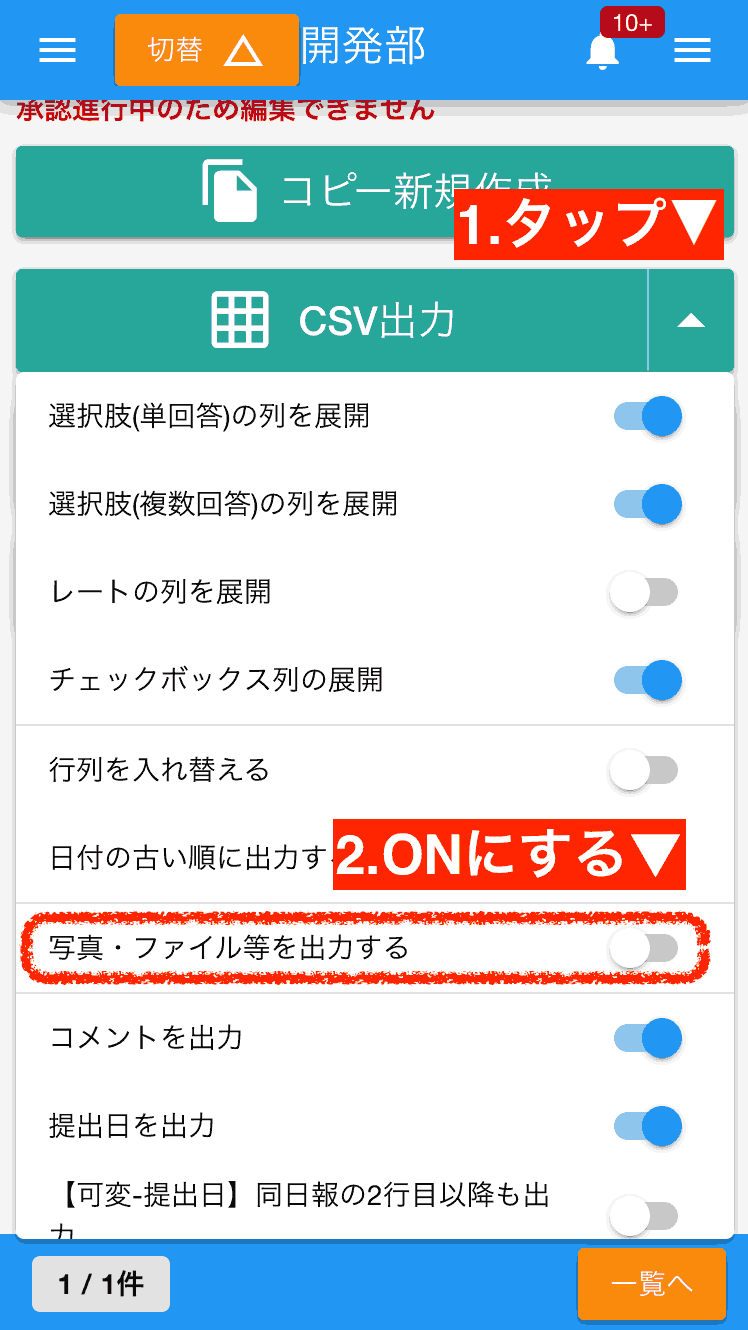 切替
開発部
10+
承認進行中のため編集できません
コピー新規作成
1.タップ▼
CSV出力
選択肢(単回答)の列を展開
選択肢(複数回答)の列を展開
レートの列を展開
チェックボックス列の展開
行列を入れ替える
日付の古い順に出力する
2.ONにする▼
写真・ファイル等を出力する
コメントを出力
提出日を出力
【可変-提出日】同日報の2行目以降も出
力
1 / 1件
一覧へ